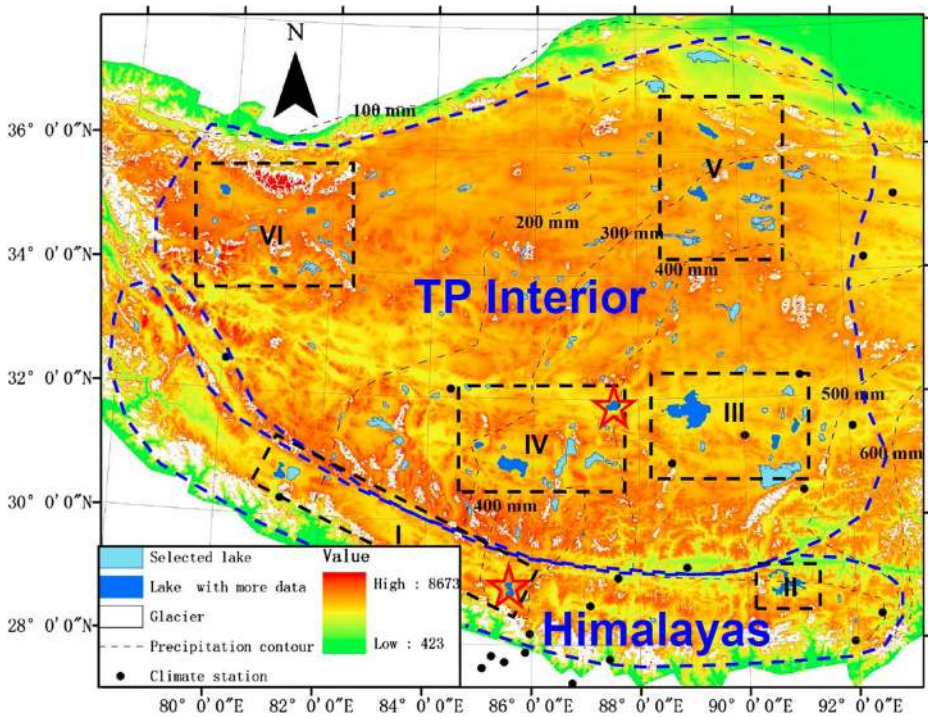 N
100 mm
36° 0′0″N
V
200 mm
300 mm
VI
34° 0′0″N
400 mm
TP Interior
32° 0′0″N
500 mm
III
IV
600 mm
30° 0′0″N
400 mm
I
Selected lake
Lake with more data
Glacier
Precipitation contour
Climate station
Value
High : 8673
Low : 423
II
28° 0′0″N
Himalayas
80° 0′0″E 82° 0′0″E 84° 0′0″E 86° 0′0″E 88° 0′0″E 90° 0′0″E 92° 0′0″E